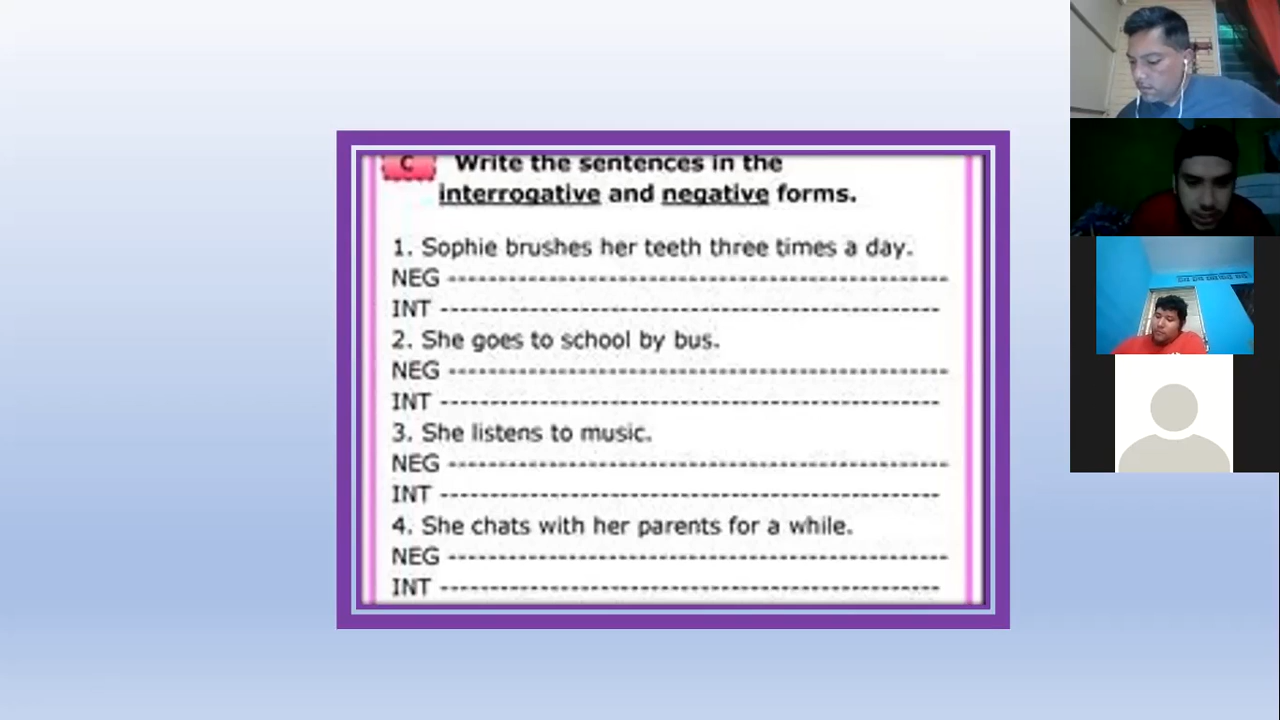 C Write the sentences in the
interrogative and negative forms.
1. Sophie brushes her teeth three times a day.
NEG --------------------------------------------------
INT --------------------------------------------------
2. She goes to school by bus.
NEG --------------------------------------------------
INT --------------------------------------------------
3. She listens to music.
NEG --------------------------------------------------
INT --------------------------------------------------
4. She chats with her parents for a while.
NEG --------------------------------------------------
INT --------------------------------------------------